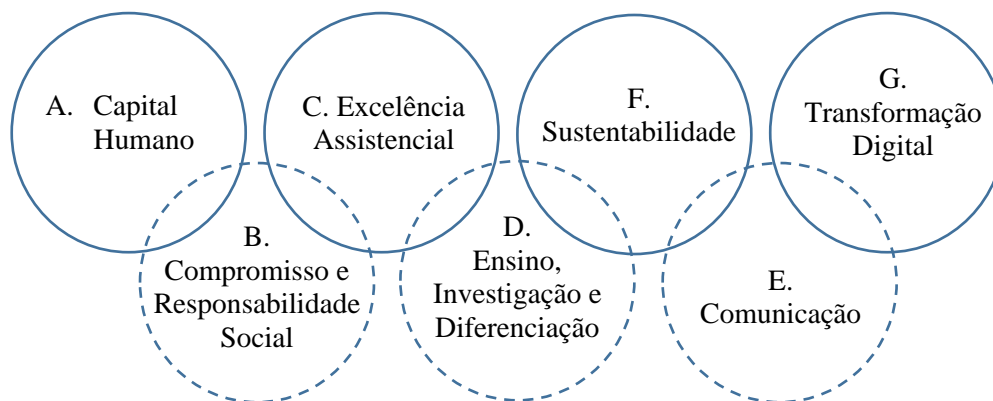 A. Capital
Humano
C. Excelência
Assistencial
F.
Sustentabilidade
G.
Transformação
Digital
B.
Compromisso e
Responsabilidade
Social
D.
Ensino,
Investigação e
Diferenciação
E.
Comunicação